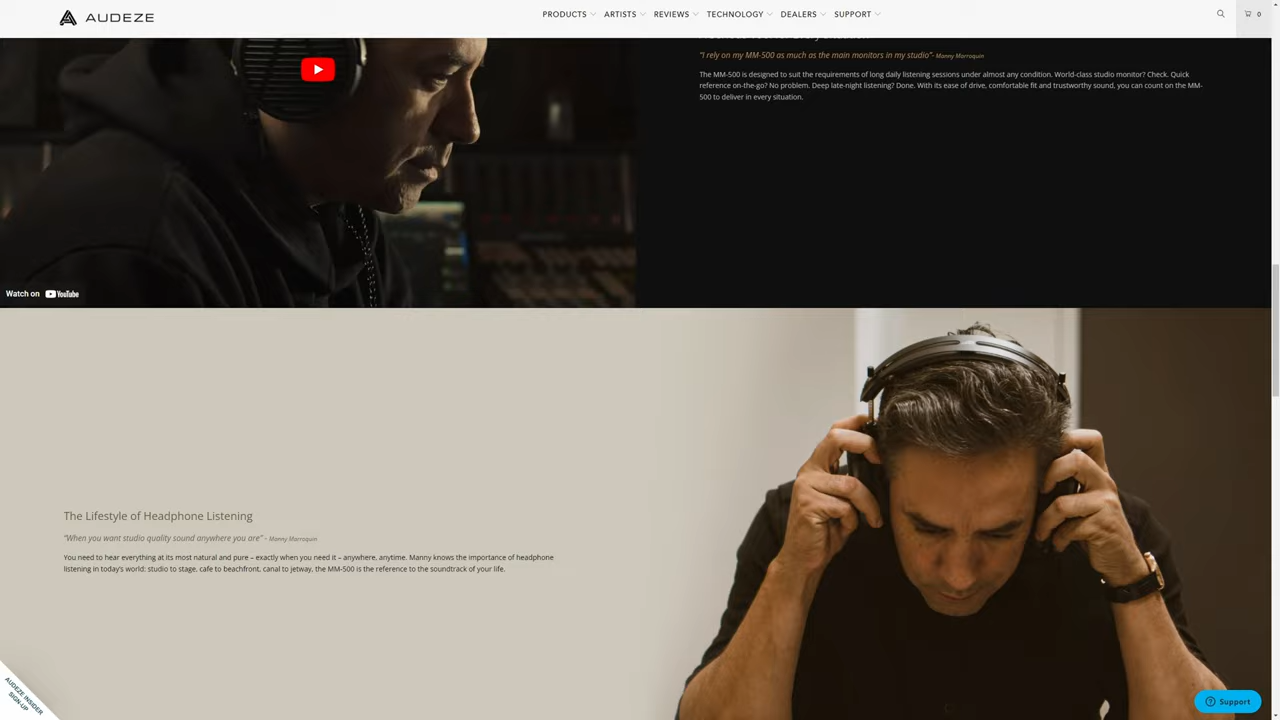 AUDEZE
PRODUCTS ARTISTS REVIEWS TECHNOLOGY DEALERS SUPPORT
0
"I rely on my MM-500 as much as the main monitors in my studio"- Manny Marroquin
The MM-500 is designed to suit the requirements of long daily listening sessions under almost any condition. World-class studio monitor? Check. Quick
reference on-the-go? No problem. Deep late-night listening? Done. With its ease of drive, comfortable fit and trustworthy sound, you can count on the MM-
500 to deliver in every situation.
Watch on YouTube
The Lifestyle of Headphone Listening
"When you want studio quality sound anywhere you are" – Manny Marroquin
You need to hear everything at its most natural and pure – exactly when you need it – anywhere, anytime. Manny knows the importance of headphone
listening in today's world: studio to stage, cafe to beachfront, canal to jetway, the MM-500 is the reference to the soundtrack of your life.
AUDEZE INSIDER
SIGN-UP
Support